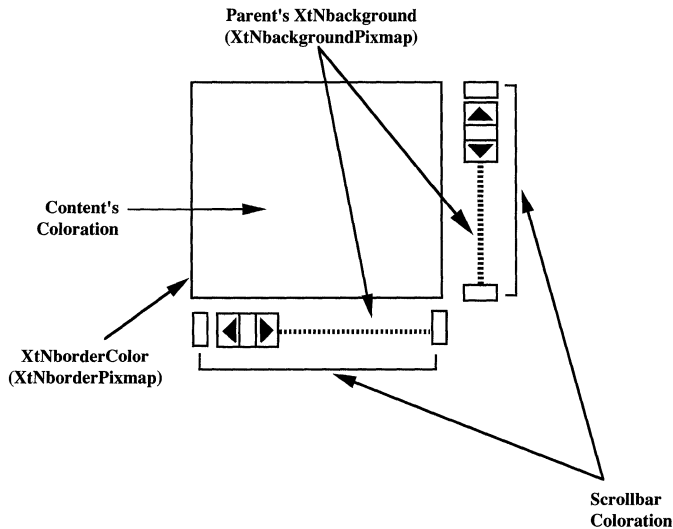 Parent's XtNbackground
(XtNbackgroundPixmap)
Content's
Coloration
XtNborderColor
(XtNborderPixmap)
Scrollbar
Coloration